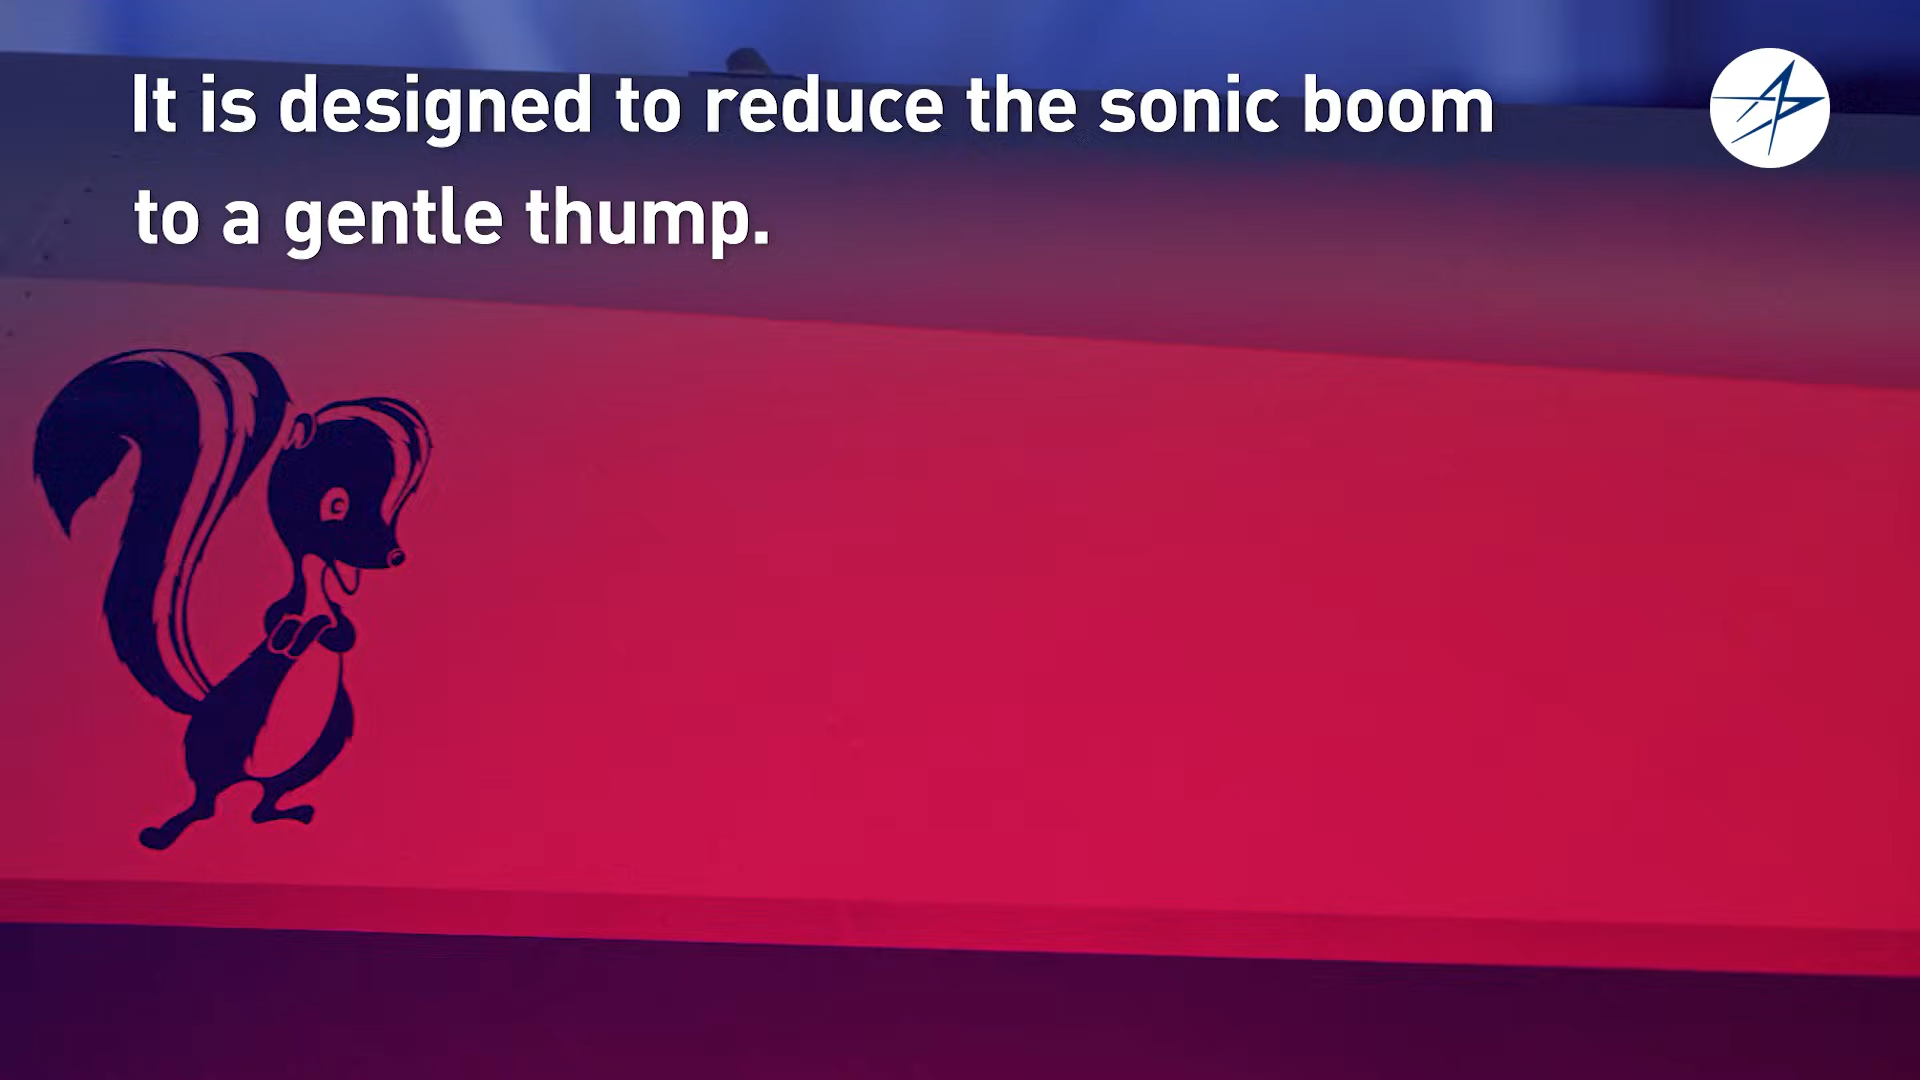 It is designed to reduce the sonic boom
to a gentle thump.